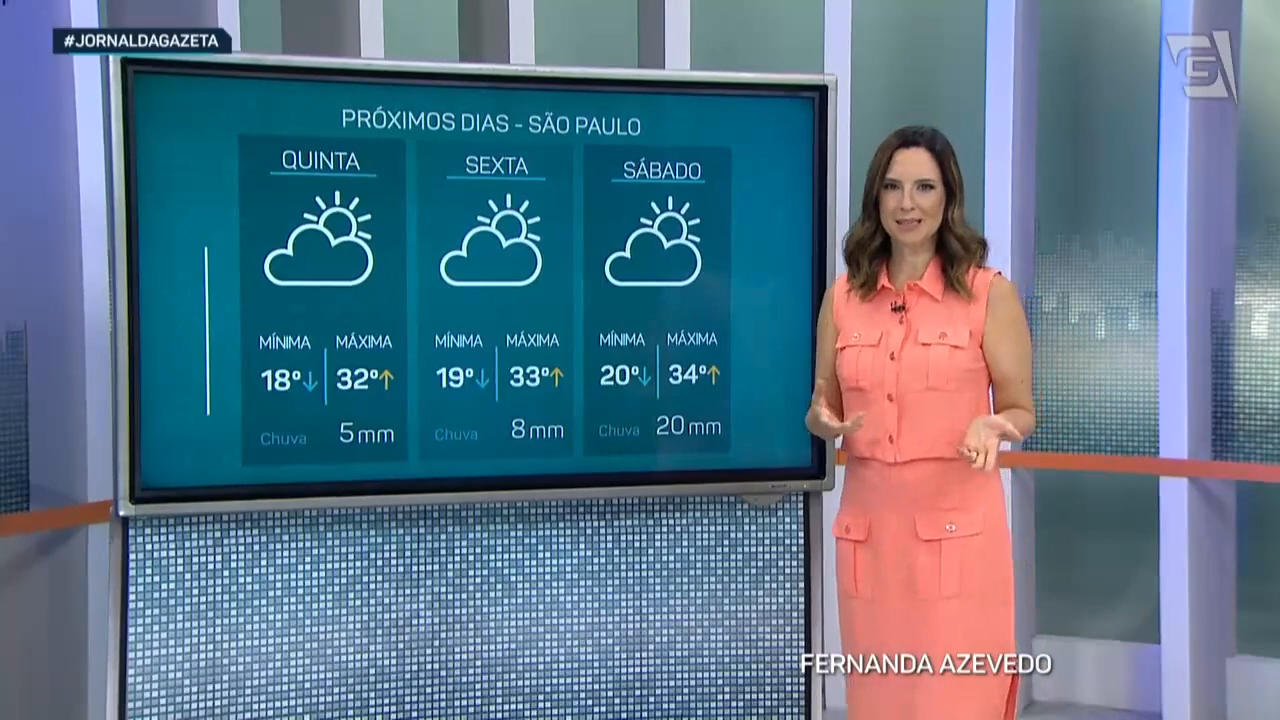 #JORNALDAGAZETA
PRÓXIMOS DIAS - SÃO PAULO
QUINTA
SEXTA
SÁBADO
MÍNIMA MÁXIMA
18° 32°
Chuva 5mm
MÍNIMA MÁXIMA
19° 33°
Chuva 8mm
MÍNIMA MÁXIMA
20° 34°
Chuva 20mm
FERNANDA AZEVEDO